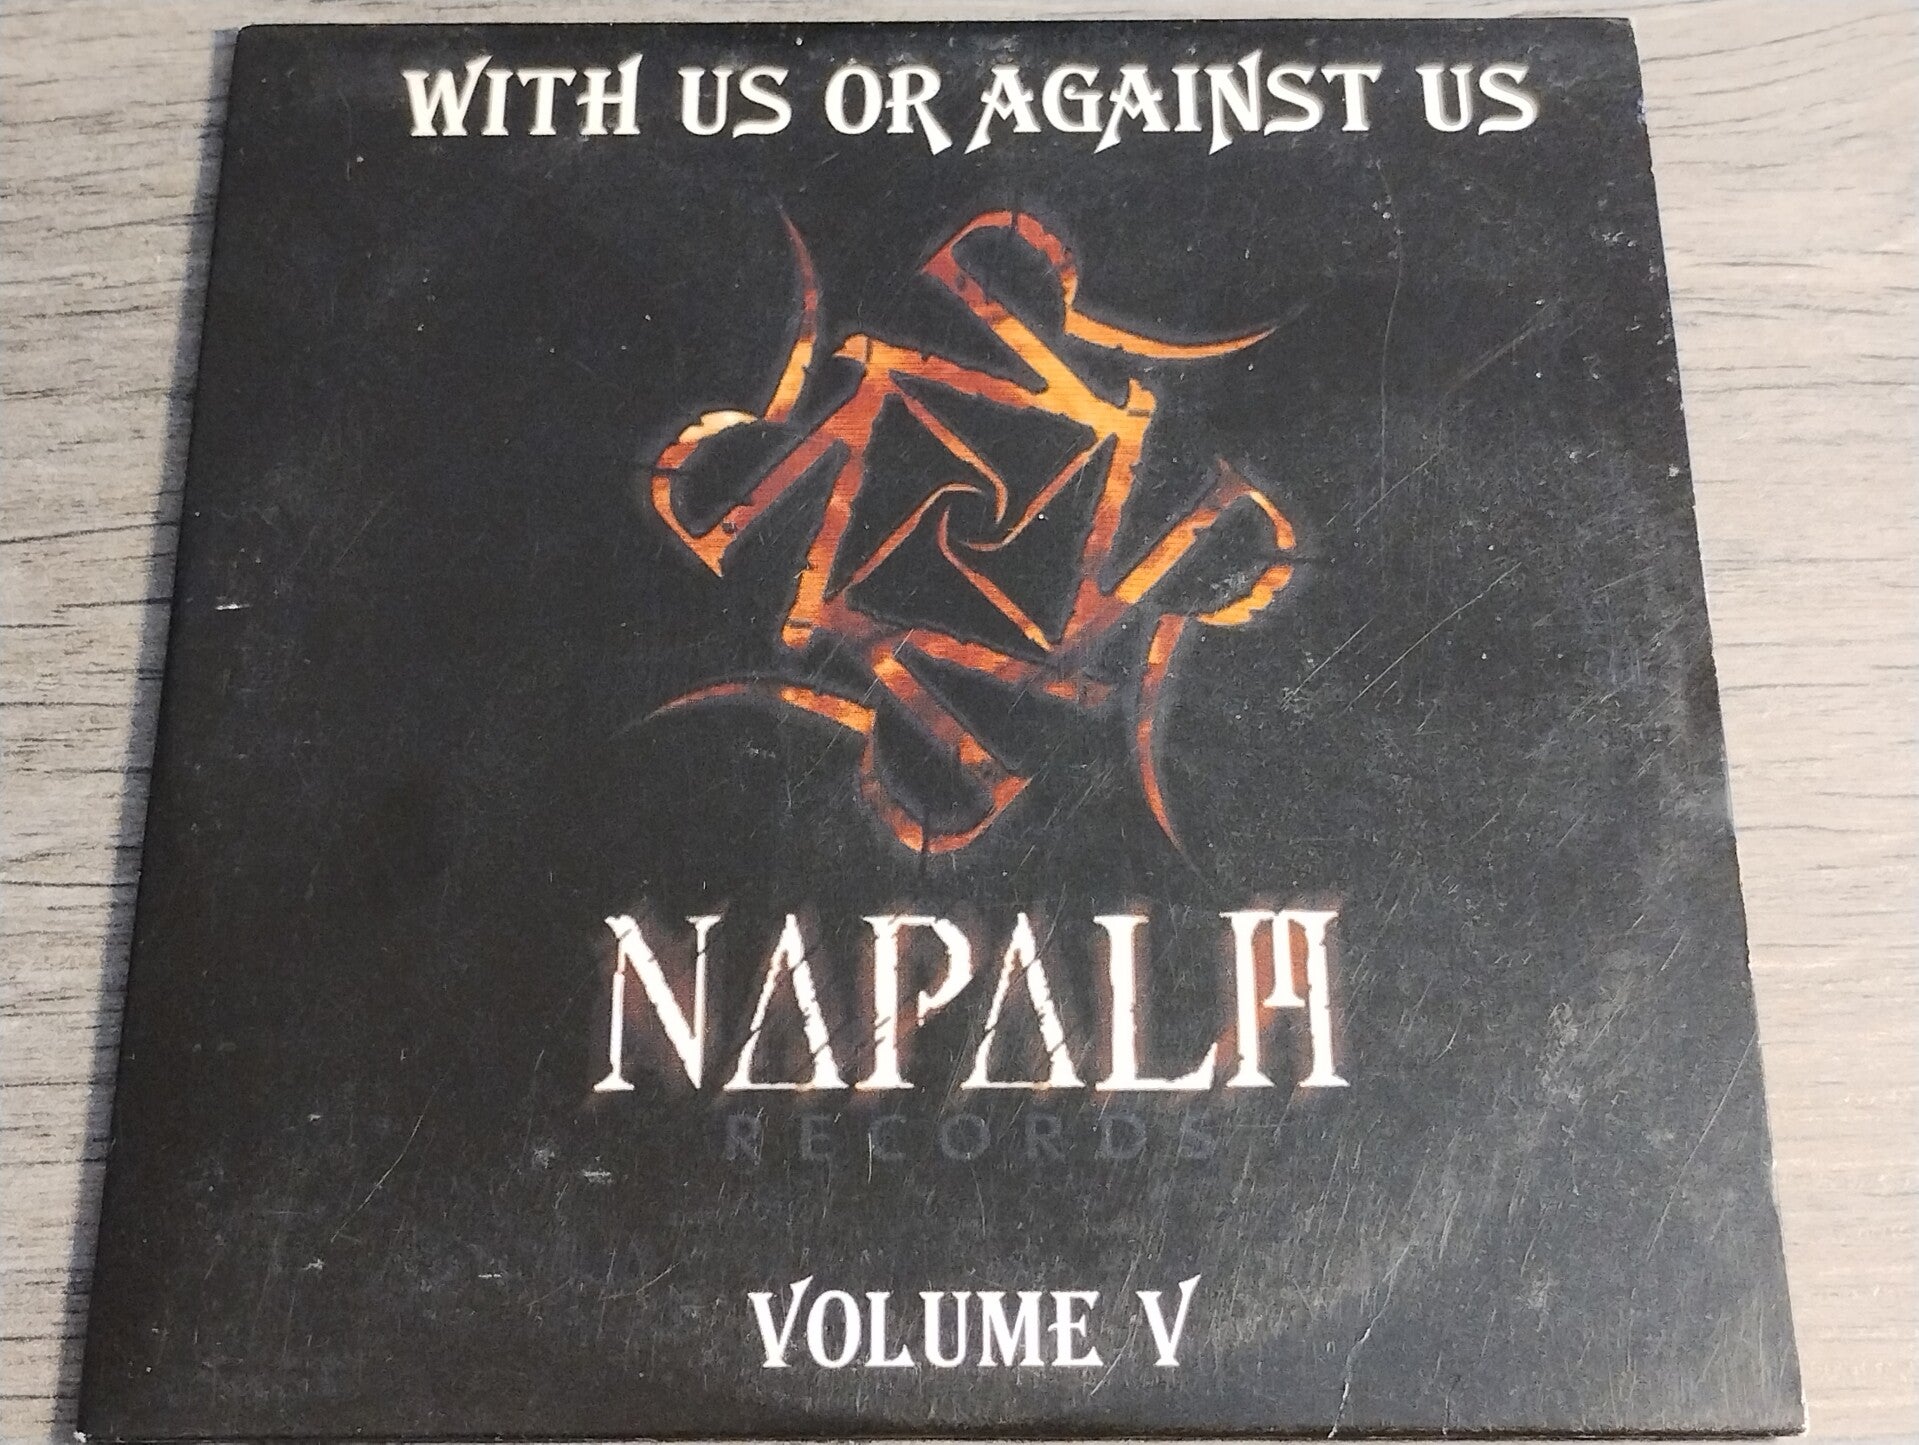 WITH US OR AGAINST US
NAPALM
RECORDS
VOLUME V